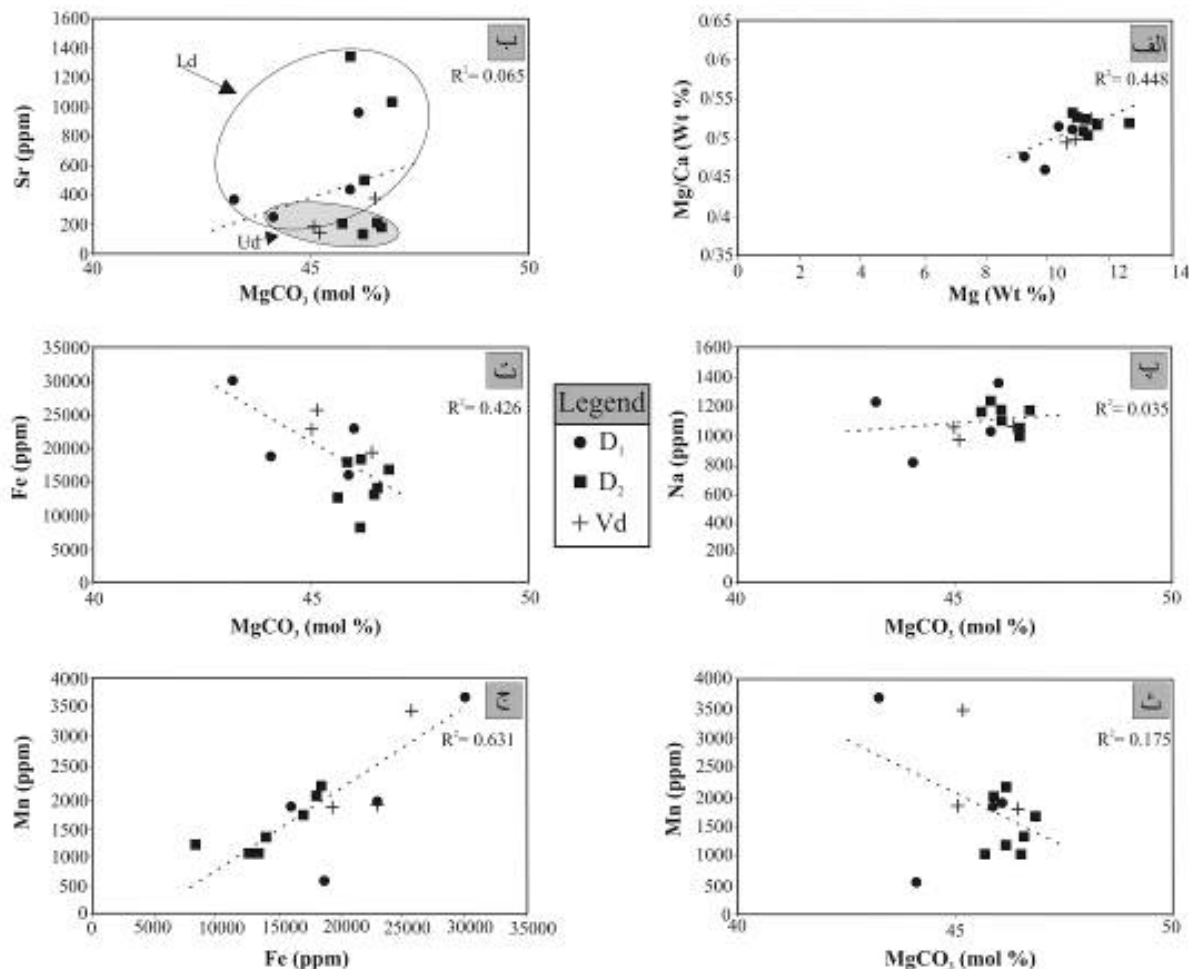 ب
R²= 0.065
Ld
Ud
Sr (ppm)
1600
1400
1200
1000
800
600
400
200
0
40
45
50
MgCO₃ (mol %)
الف
R²= 0.448
Mg/Ca (Wt %)
0/65
0/6
0/55
0/5
0/45
0/4
0/35
0
2
4
6
8
10
12
14
Mg (Wt %)
ت
R²= 0.426
Fe (ppm)
35000
30000
25000
20000
15000
10000
5000
0
40
45
50
MgCO₃ (mol %)
Legend
D₁
D₂
Vd
پ
R²= 0.035
Na (ppm)
1600
1400
1200
1000
800
600
400
200
0
40
45
50
MgCO₃ (mol %)
ج
R²= 0.631
Mn (ppm)
4000
3500
3000
2500
2000
1500
1000
500
0
0
5000
10000
15000
20000
25000
30000
35000
Fe (ppm)
ث
R²= 0.175
Mn (ppm)
4000
3500
3000
2500
2000
1500
1000
500
0
40
45
50
MgCO₃ (mol %)